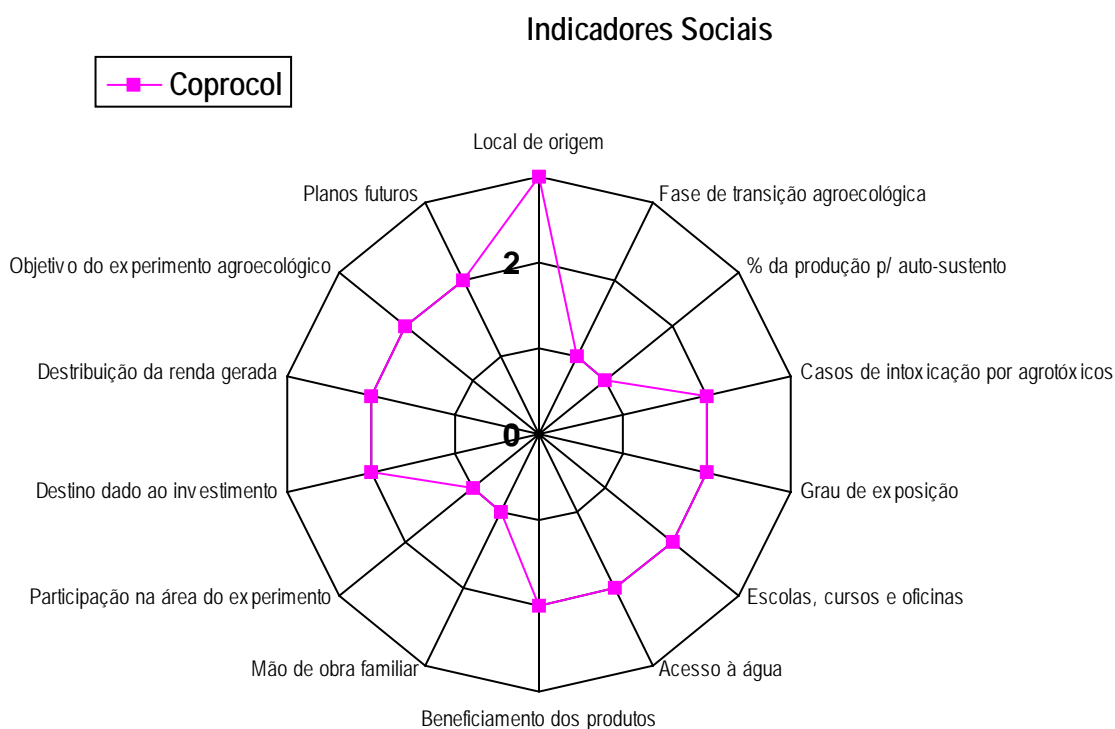 Indicadores Sociais
Coprocol
Local de origem
Planos futuros
Fase de transição agroecológica
Objetivo do experimento agroecológico
% da produção p/ auto-sustento
2
Destribuição da renda gerada
Casos de intoxicação por agrotóxicos
0
Destino dado ao investimento
Grau de exposição
Participação na área do experimento
Escolas, cursos e oficinas
Mão de obra familiar
Acesso à água
Beneficiamento dos produtos